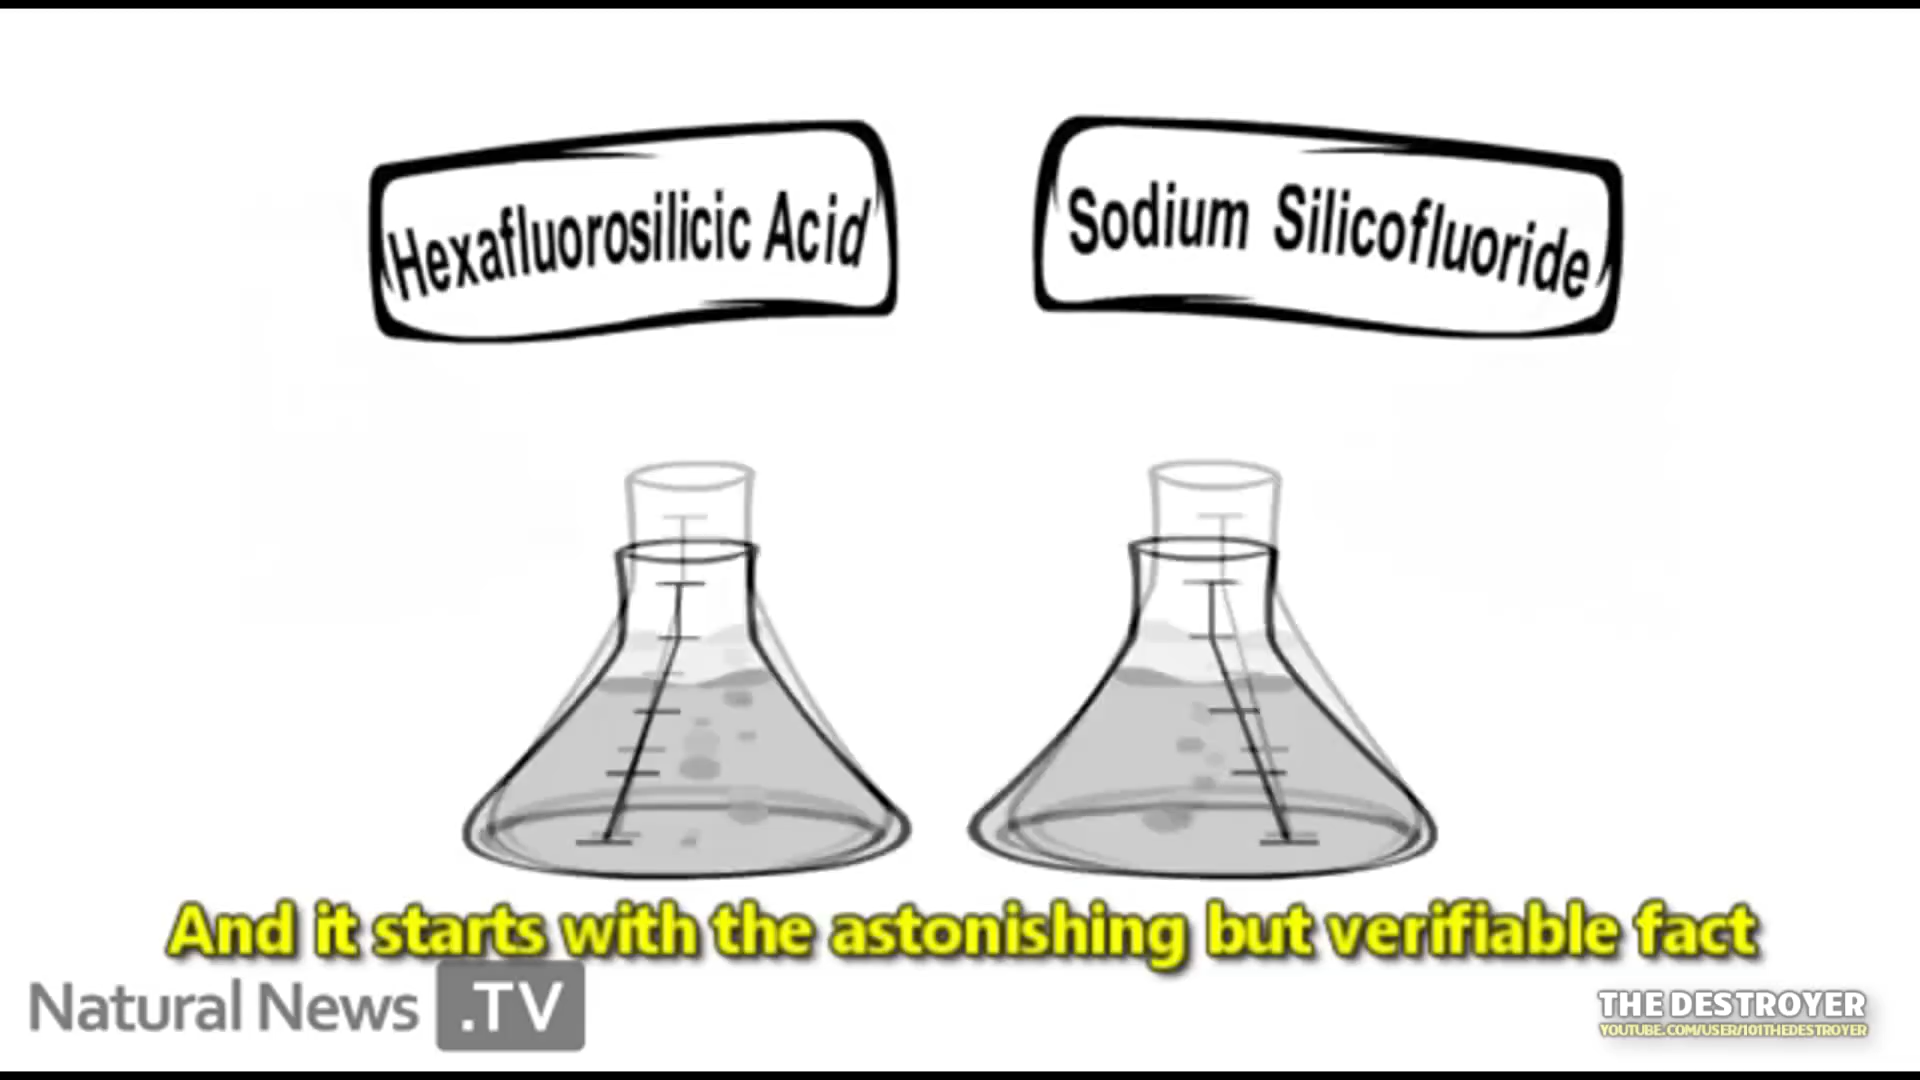 Hexafluorosilicic Acid
Sodium Silicofluoride
And it starts with the astonishing but verifiable fact
Natural News .TV
THE DESTROYER
YOUTUBE.COM/USER/101THEDESTROYER